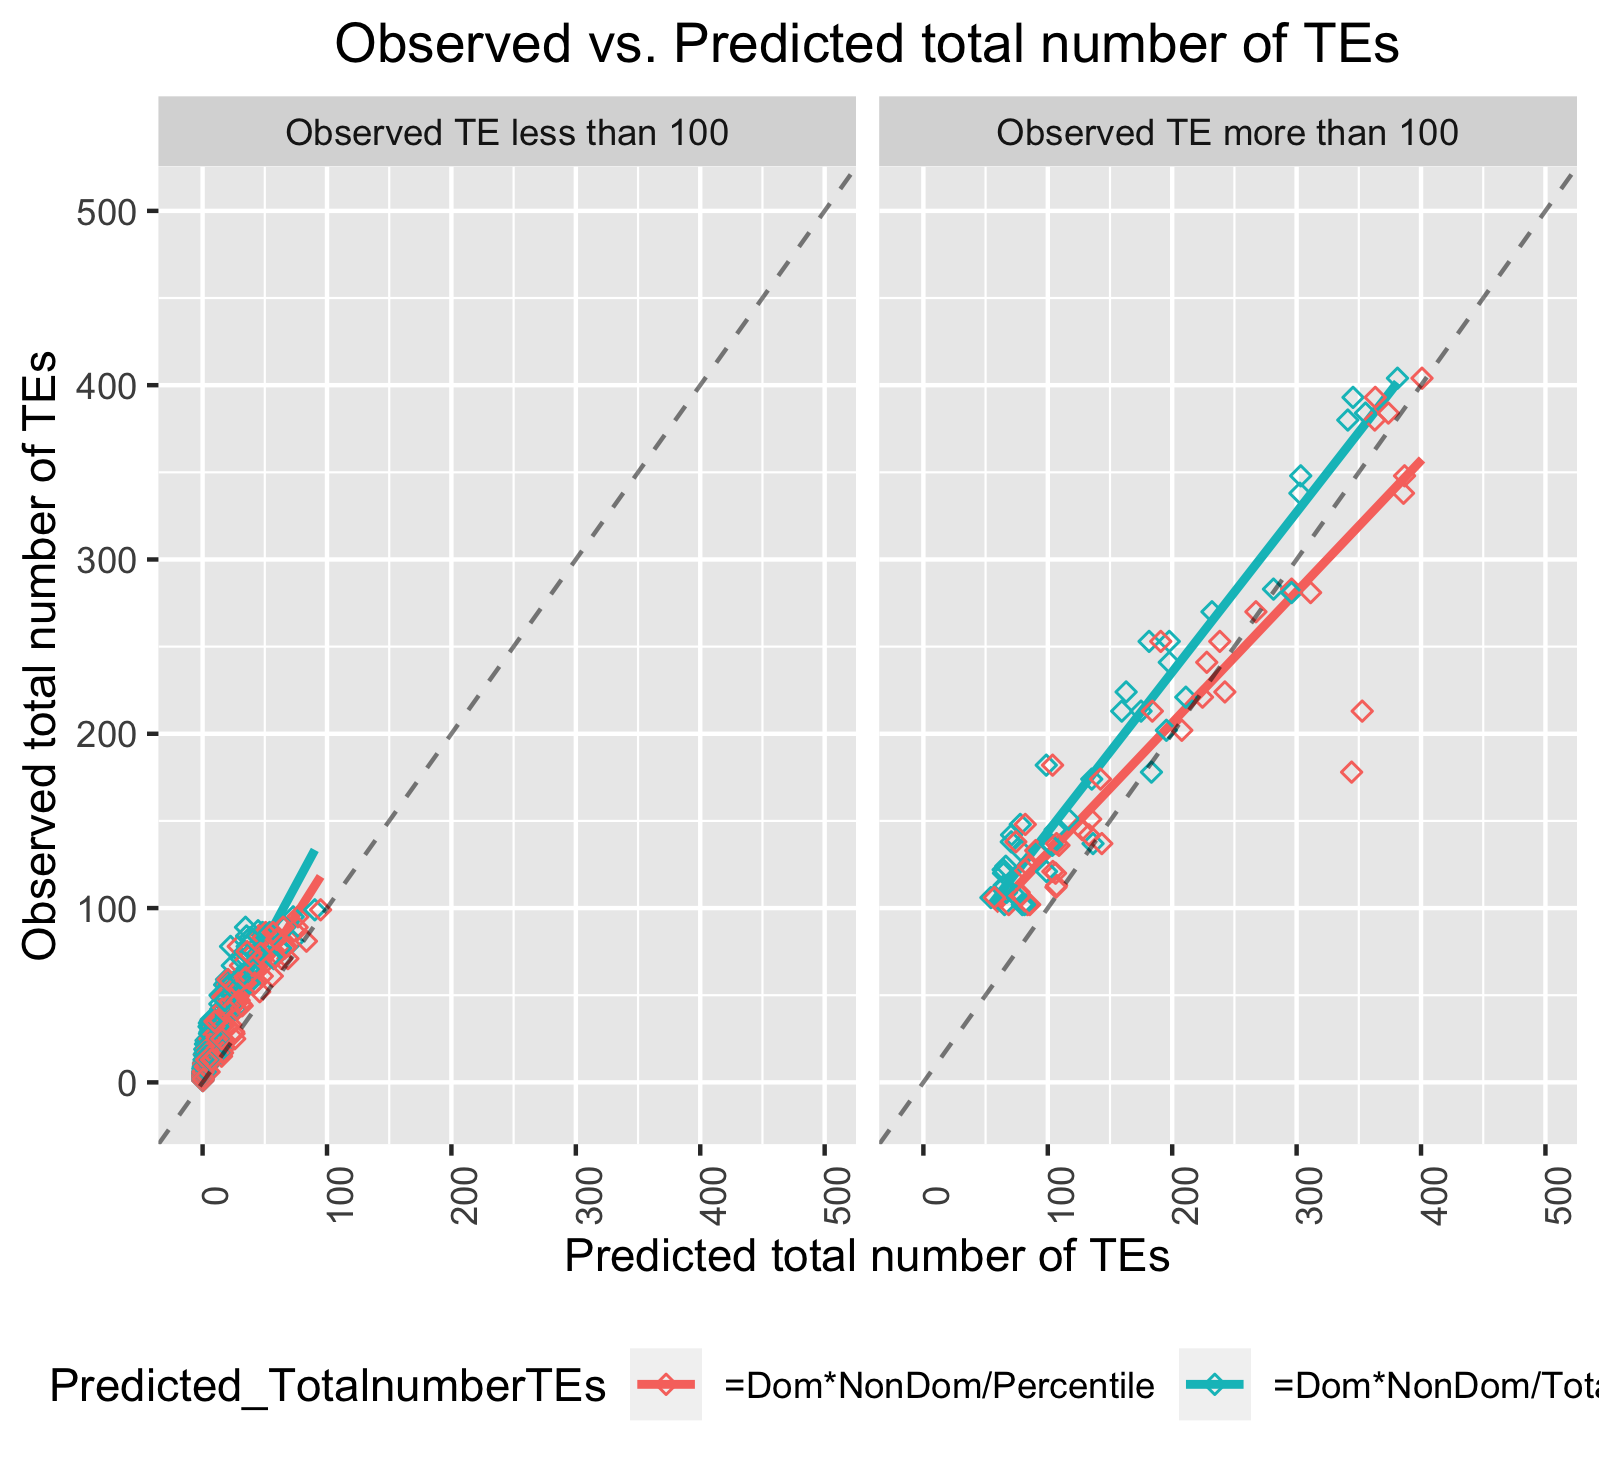 Observed vs. Predicted total number of TEs
Observed TE less than 100
Observed TE more than 100
Observed total number of TEs
500
400
300
200
100
0
0 100 200 300 400 500
0 100 200 300 400 500
Predicted total number of TEs
Predicted_TotalnumberTEs
=Dom*NonDom/Percentile
=Dom*NonDom/Tota